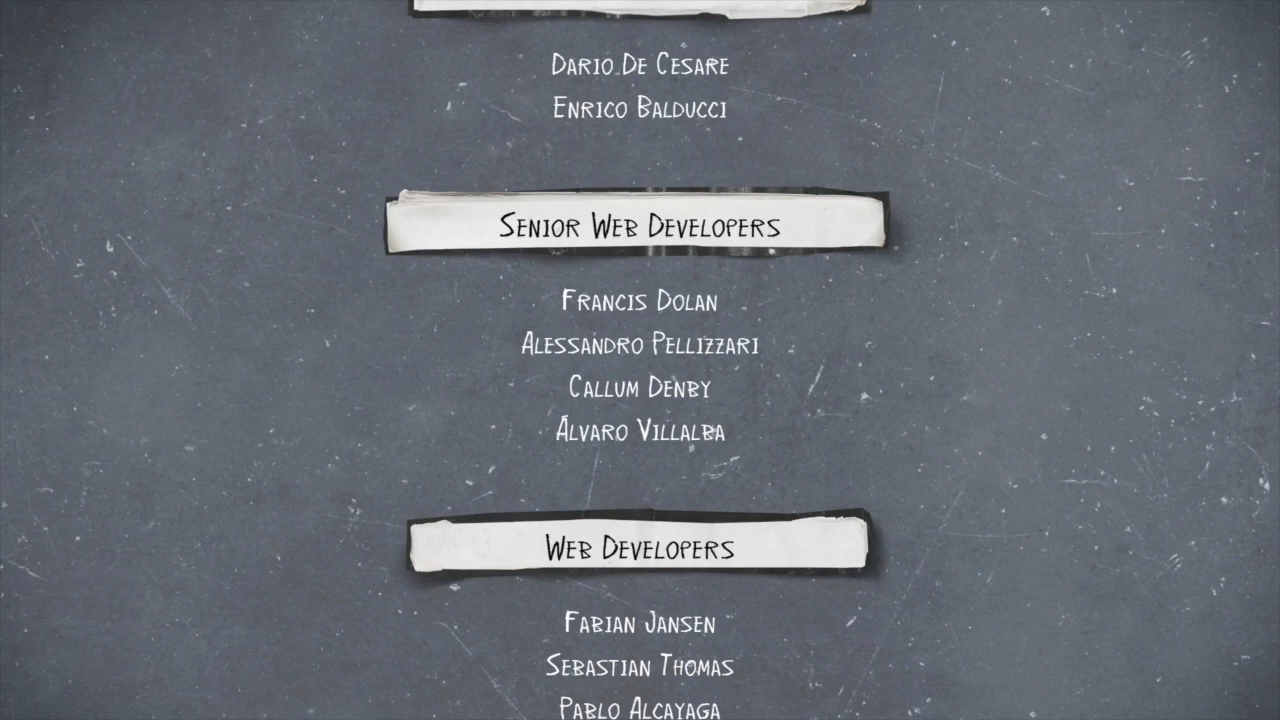 Dario De Cesare
Enrico Balducci
Senior Web Developers
Francis Dolan
Alessandro Pellizzari
Callum Denby
Álvaro Villalba
Web Developers
Fabian Jansen
Sebastian Thomas
Pablo Alcayaga